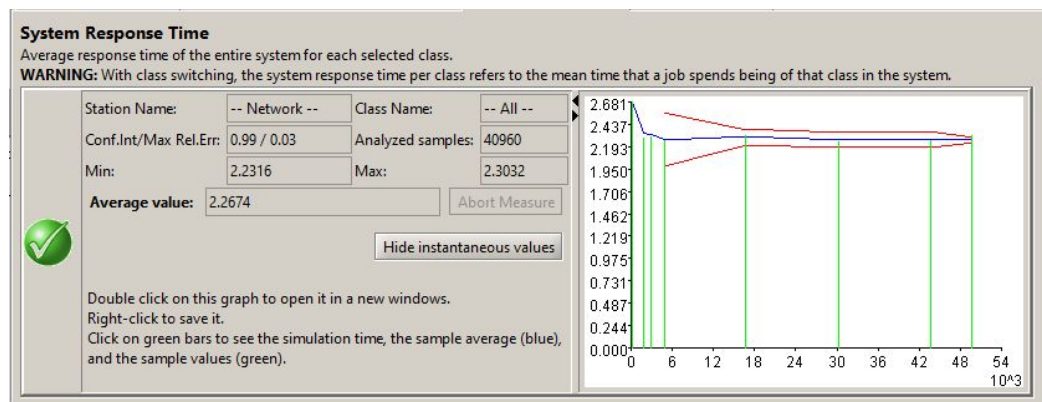 System Response Time
Average response time of the entire system for each selected class.
WARNING: With class switching, the system response time per class refers to the mean time that a job spends being of that class in the system.
Station Name: -- Network -- Class Name: -- All --
Conf.Int/Max Rel.Err: 0.99 / 0.03 Analyzed samples: 40960
Min: 2.2316 Max: 2.3032
Average value: 2.2674 Abort Measure
Hide instantaneous values
Double click on this graph to open it in a new windows.
Right-click to save it.
Click on green bars to see the simulation time, the sample average (blue),
and the sample values (green).
2.681
2.437
2.193
1.950
1.706
1.462
1.219
0.975
0.731
0.487
0.244
0.000
0 6 12 18 24 30 36 42 48 54
10^3